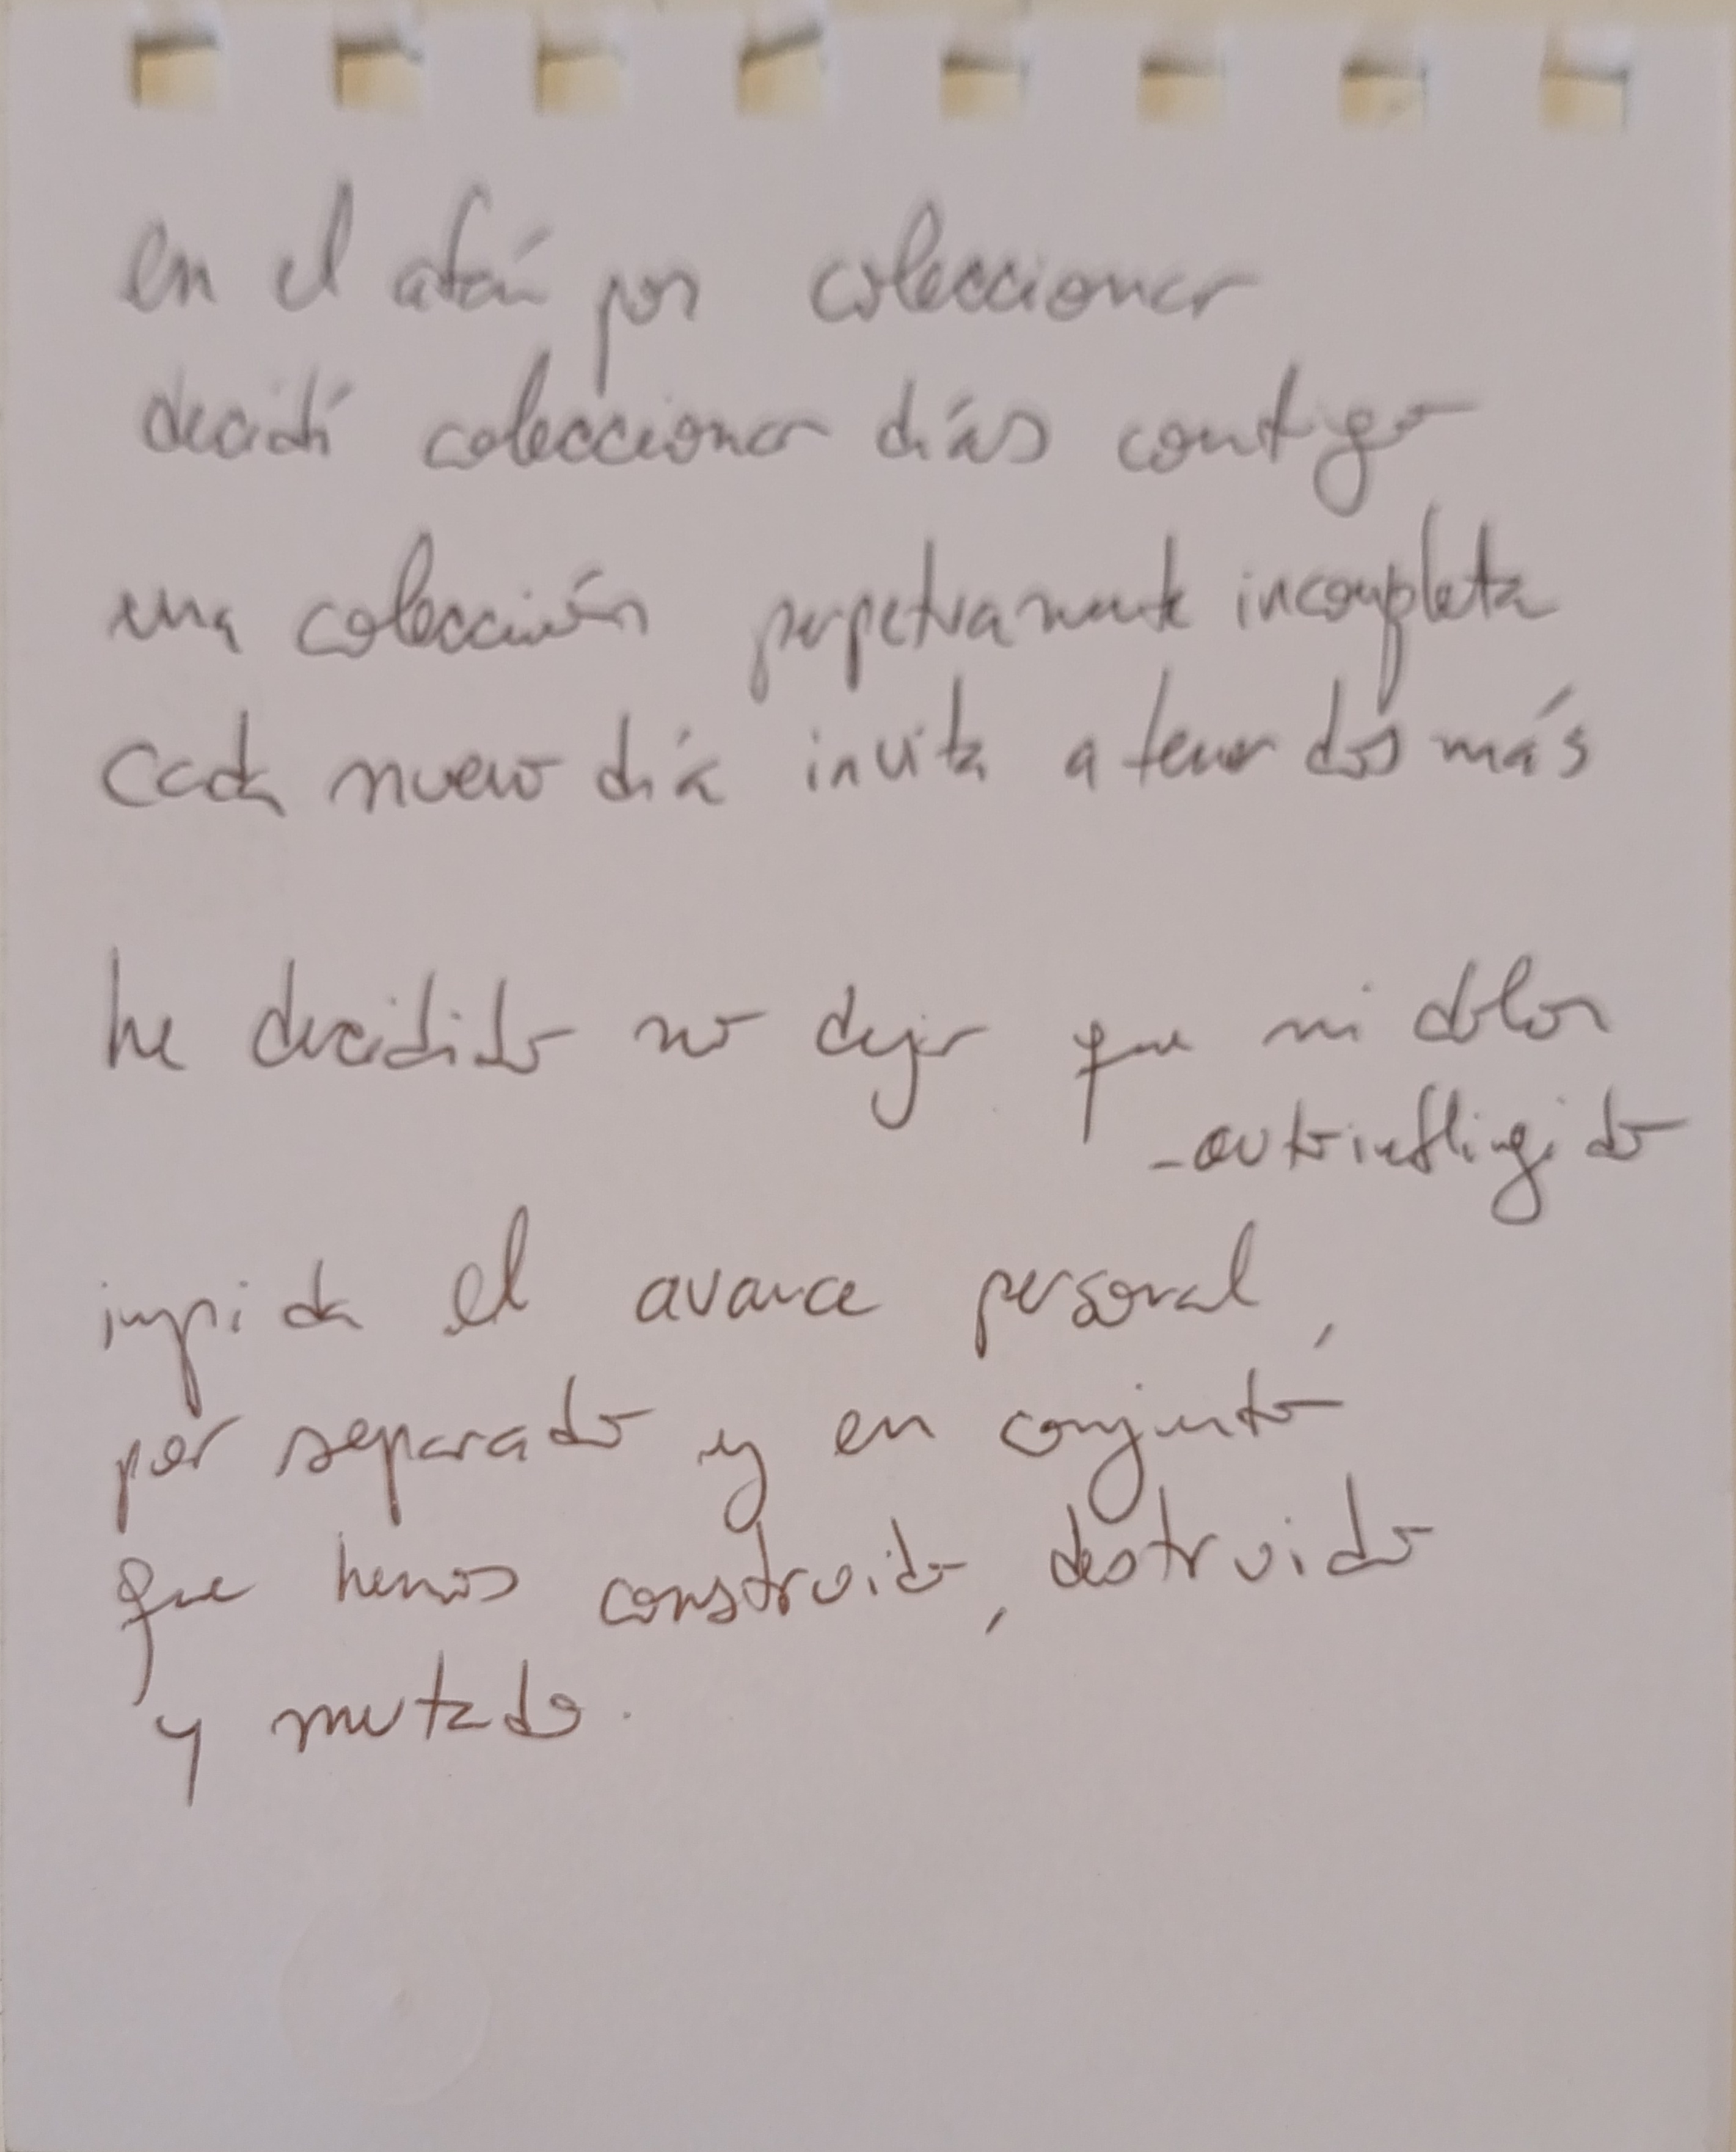 en el afán por coleccionar
decidí coleccionar días contigo
una colección perpetuamente incompleta
cada nuevo día invita a tener dos más
he decidido no dejar que mi dolor
-autoinfligido
impida el avance personal,
por separado y en conjunto
que hemos construido, destruido
y mutado.